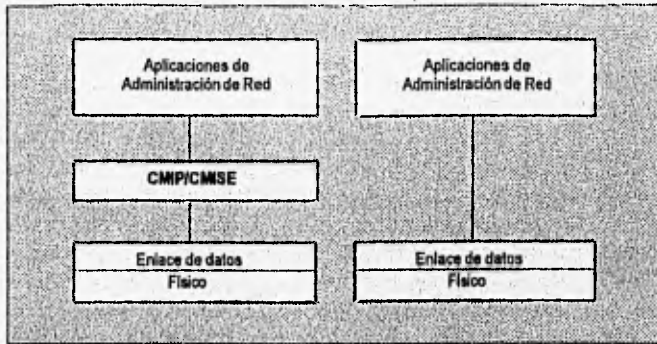 Aplicaciones de
Administración de Red
CMIP/CMISE
Enlace de datos
Físico
Aplicaciones de
Administración de Red
Enlace de datos
Físico